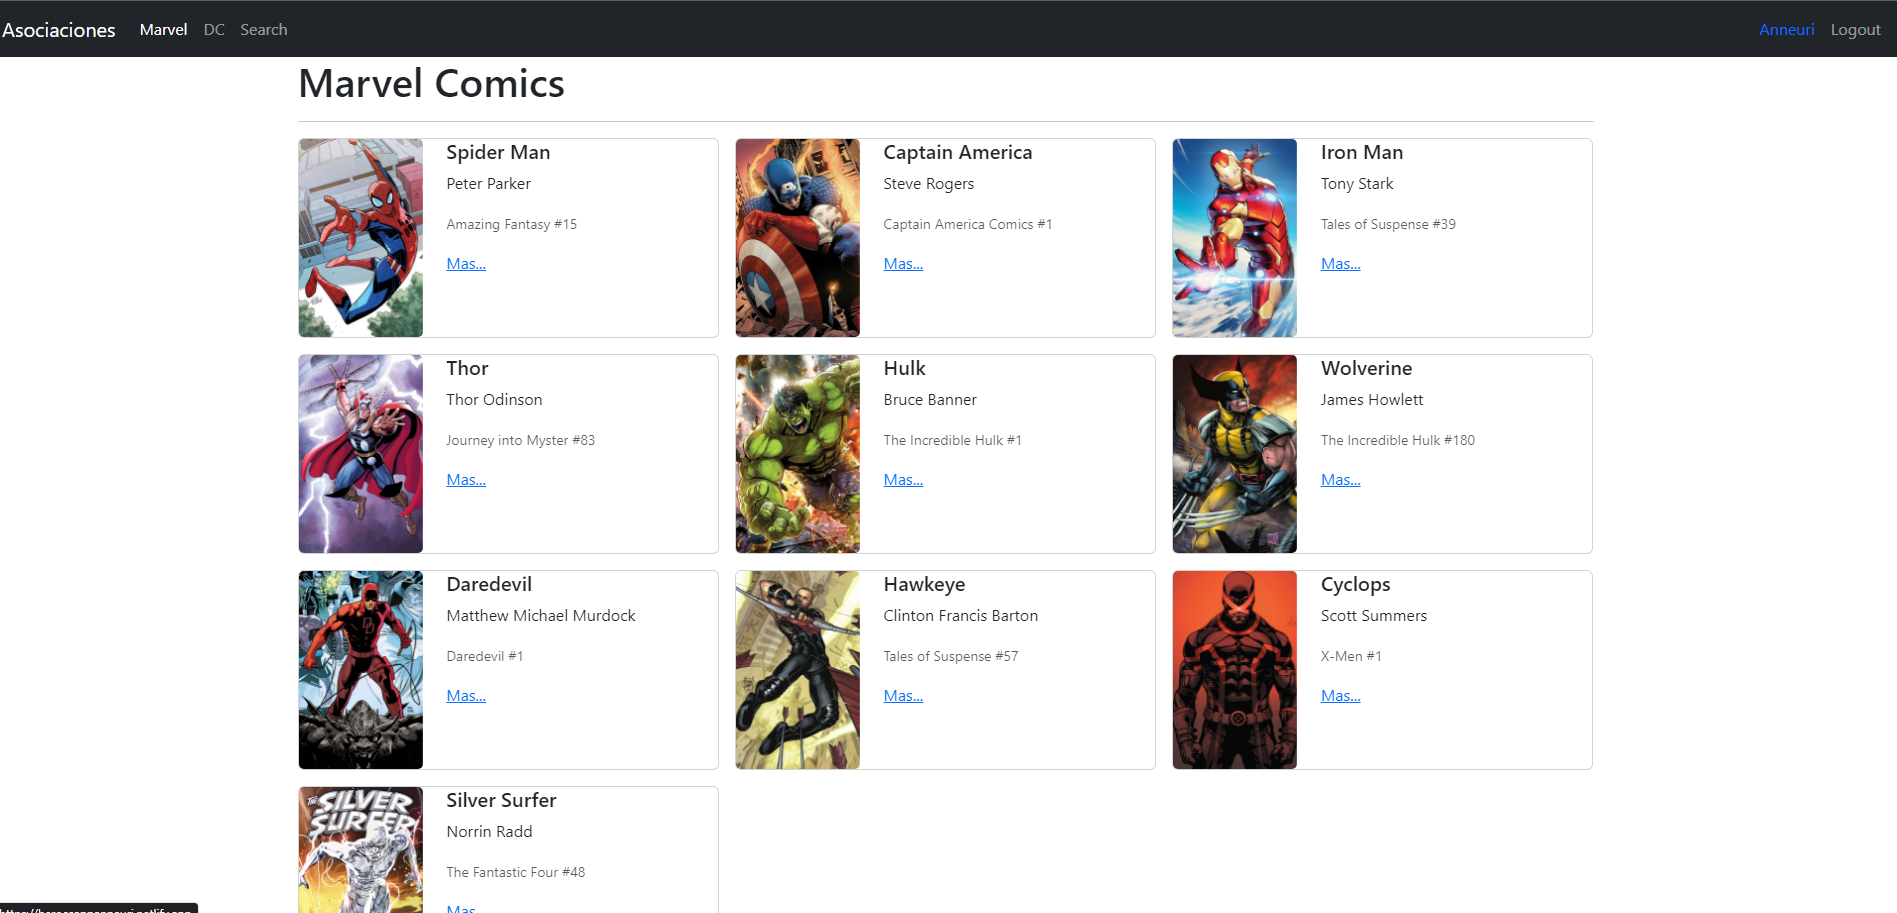 Asociaciones Marvel DC Search Anneuri Logout
Marvel Comics
Spider Man
Peter Parker
Amazing Fantasy #15
Mas...
Captain America
Steve Rogers
Captain America Comics #1
Mas...
Iron Man
Tony Stark
Tales of Suspense #39
Mas...
Thor
Thor Odinson
Journey into Myster #83
Mas...
Hulk
Bruce Banner
The Incredible Hulk #1
Mas...
Wolverine
James Howlett
The Incredible Hulk #180
Mas...
Daredevil
Matthew Michael Murdock
Daredevil #1
Mas...
Hawkeye
Clinton Francis Barton
Tales of Suspense #57
Mas...
Cyclops
Scott Summers
X-Men #1
Mas...
THE SILVER
SURFER
Silver Surfer
Norrin Radd
The Fantastic Four #48
Mas...